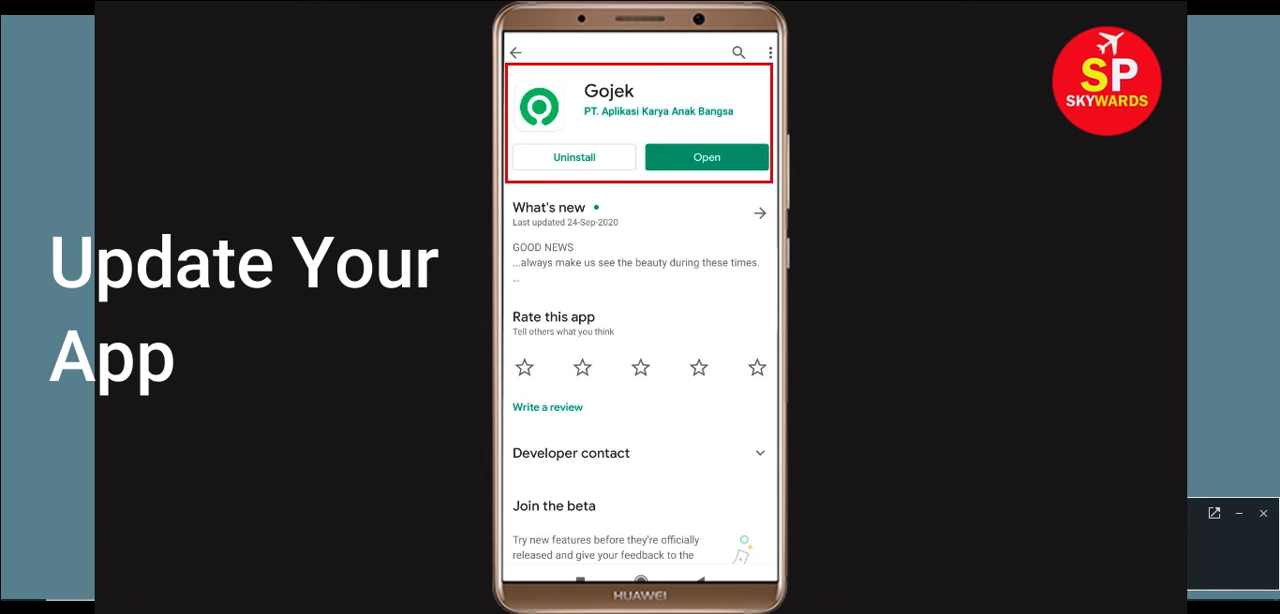 SP
SKYWARDS
Update Your
App
Gojek
PT. Aplikasi Karya Anak Bangsa
Uninstall
Open
What's new
Last updated 24-Sep-2020
GOOD NEWS
...always make us see the beauty during these times.
...
Rate this app
Tell others what you think
Write a review
Developer contact
Join the beta
Try new features before they're officially
released and give your feedback to the
HUAWEI